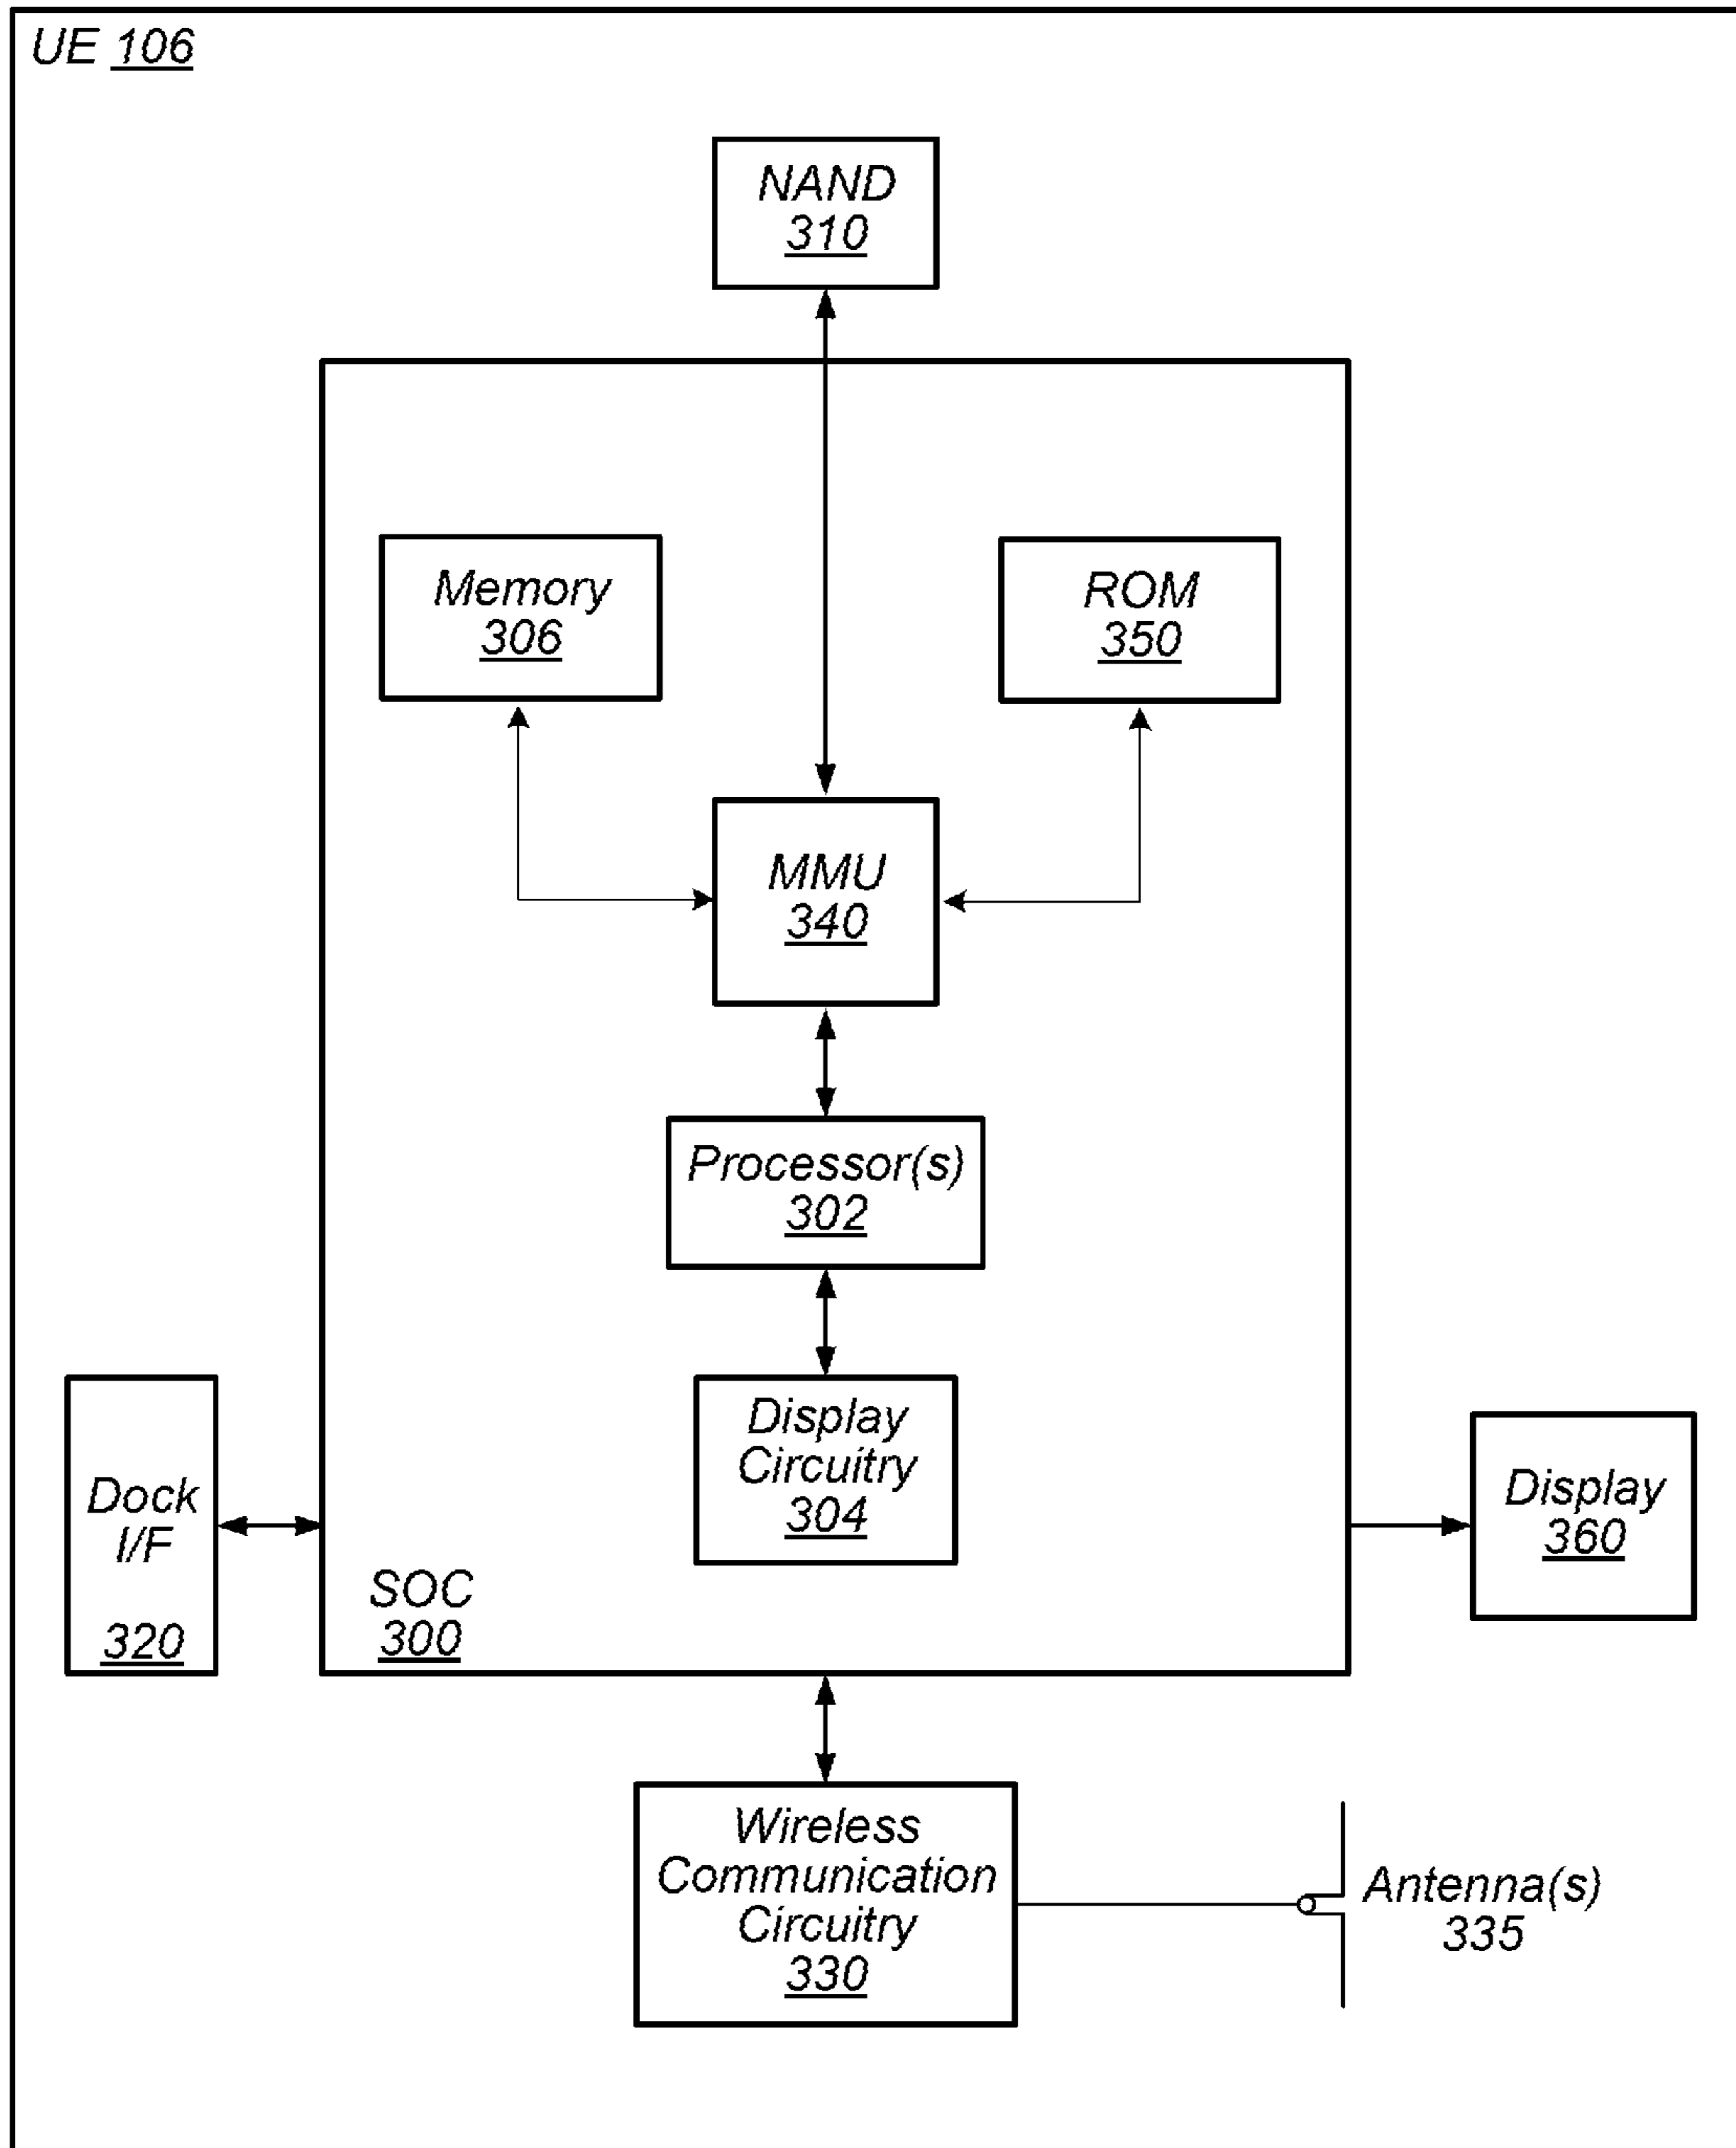 UE 106
NAND
310
Memory
306
ROM
350
MMU
340
Processor(s)
302
Display
Circuitry
304
Dock
I/F
320
Display
360
SOC
300
Wireless
Communication
Circuitry
330
Antenna(s)
335